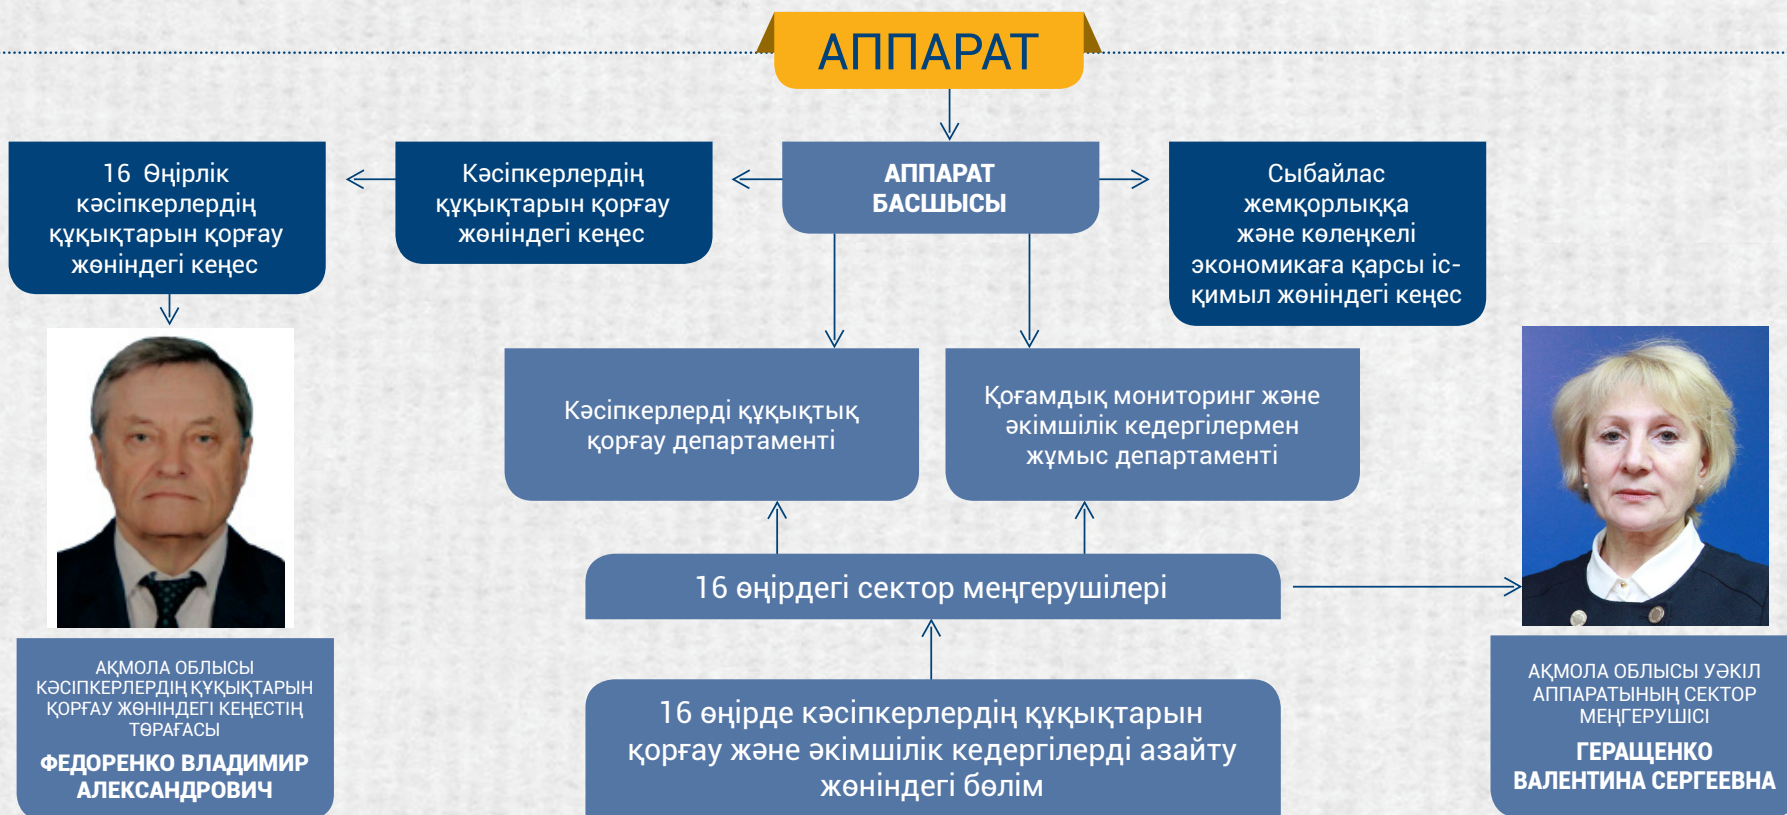 АППАРАТ
16 Өңірлік
кәсіпкерлердің
құқықтарын қорғау
жөніндегі кеңес
Кәсіпкерлердің
құқықтарын қорғау
жөніндегі кеңес
АППАРАТ
БАСШЫСЫ
Сыбайлас
жемқорлыққа
және көлеңкелі
экономикаға қарсы іс-
қимыл жөніндегі кеңес
Кәсіпкерлерді құқықтық
қорғау департаменті
Қоғамдық мониторинг және
әкімшілік кедергілермен
жұмыс департаменті
16 өңірдегі сектор меңгерушілері
16 өңірде кәсіпкерлердің құқықтарын
қорғау және әкімшілік кедергілерді азайту
жөніндегі бөлім
АҚМОЛА ОБЛЫСЫ
КӘСІПКЕРЛЕРДІҢ ҚҰҚЫҚТАРЫН
ҚОРҒАУ ЖӨНІНДЕГІ КЕҢЕСТІҢ
ТӨРАҒАСЫ
ФЕДОРЕНКО ВЛАДИМИР
АЛЕКСАНДРОВИЧ
АҚМОЛА ОБЛЫСЫ УӘКІЛ
АППАРАТЫНЫҢ СЕКТОР
МЕҢГЕРУШІСІ
ГЕРАЩЕНКО
ВАЛЕНТИНА СЕРГЕЕВНА